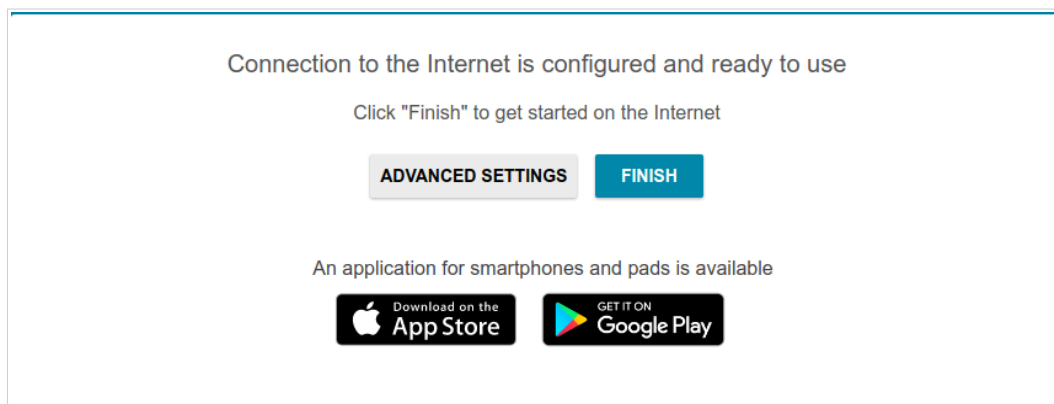 Connection to the Internet is configured and ready to use
Click "Finish" to get started on the Internet
ADVANCED SETTINGS
FINISH
An application for smartphones and pads is available
Download on the
App Store
GET IT ON
Google Play